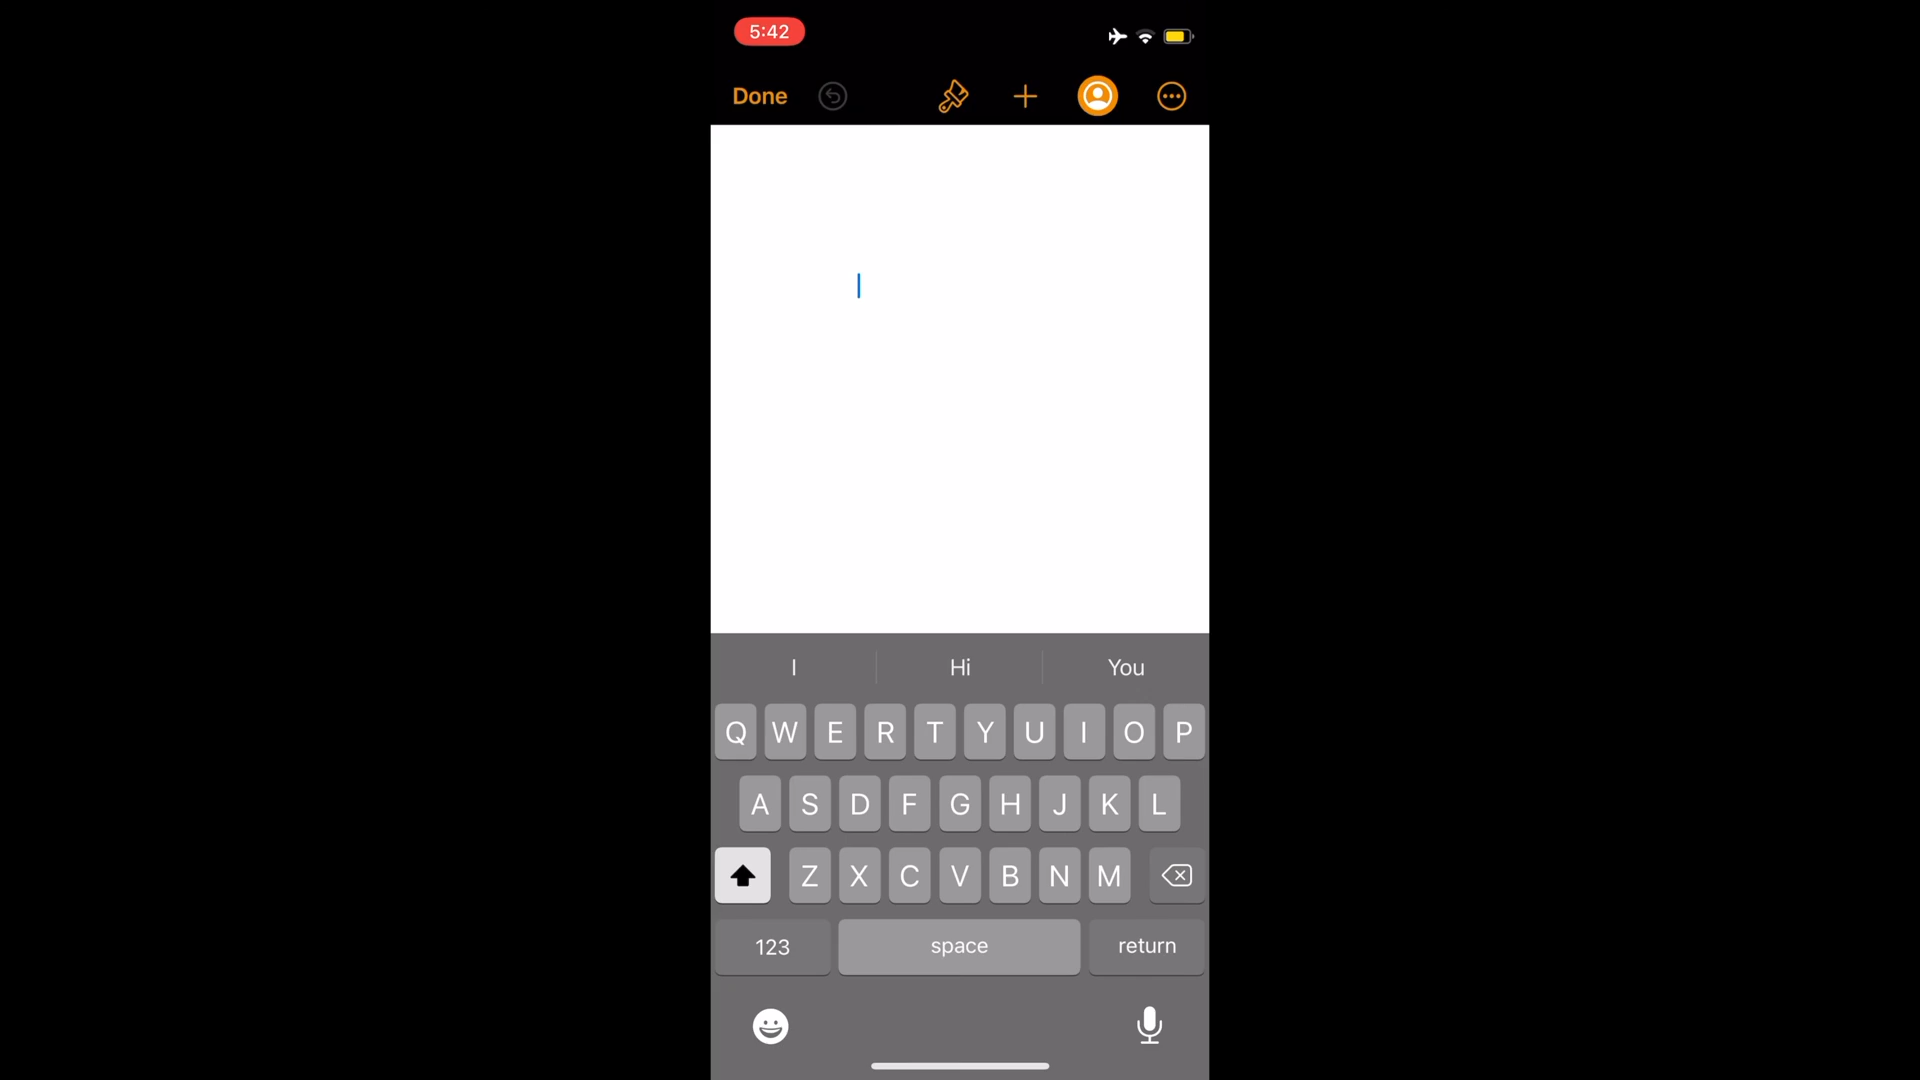 5:42
Done
I Hi You
Q W E R T Y U I O P
A S D F G H J K L
Z X C V B N M
123 space return